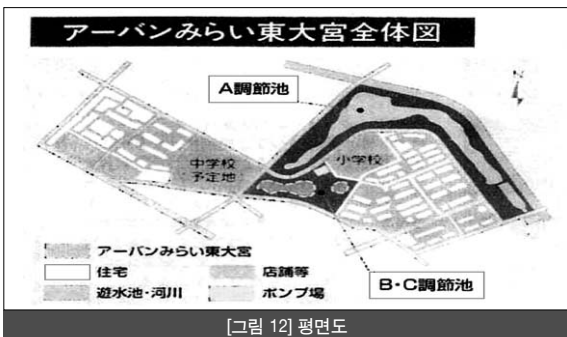 アーバンみらい東大宮全体図
A調節池
N
中学校
予定地
小学校
アーバンみらい東大宮
住宅
店舗等
遊水池・河川
ポンプ場
B・C調節池
[그림 12] 평면도